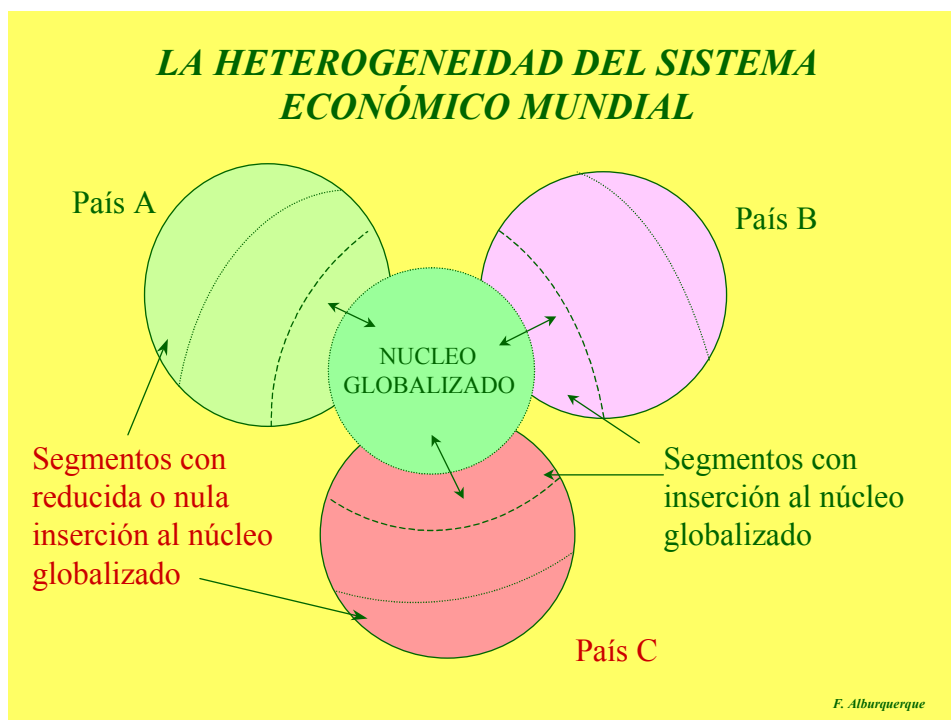 LA HETEROGENEIDAD DEL SISTEMA
ECONÓMICO MUNDIAL
País A
País B
NUCLEO
GLOBALIZADO
Segmentos con
reducida o nula
inserción al núcleo
globalizado
Segmentos con
inserción al núcleo
globalizado
País C
F. Alburquerque